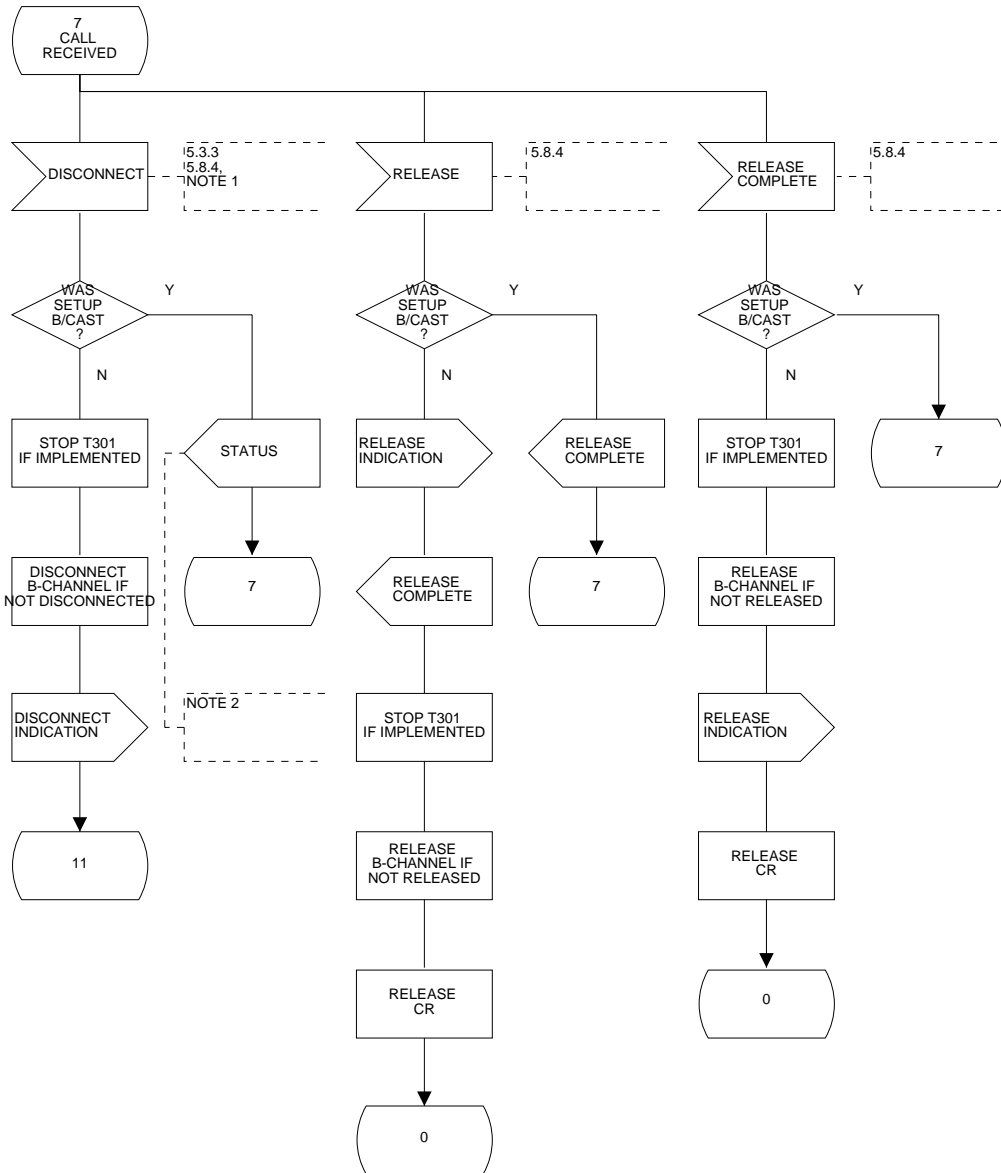 7
CALL
RECEIVED
DISCONNECT
5.3.3
5.8.4,
NOTE 1
RELEASE
5.8.4
RELEASE
COMPLETE
5.8.4
WAS
SETUP
B/CAST
?
Y
N
WAS
SETUP
B/CAST
?
Y
N
WAS
SETUP
B/CAST
?
Y
N
STOP T301
IF IMPLEMENTED
STATUS
RELEASE
INDICATION
RELEASE
COMPLETE
STOP T301
IF IMPLEMENTED
7
DISCONNECT
B-CHANNEL IF
NOT DISCONNECTED
7
RELEASE
COMPLETE
7
RELEASE
B-CHANNEL IF
NOT RELEASED
DISCONNECT
INDICATION
NOTE 2
STOP T301
IF IMPLEMENTED
RELEASE
INDICATION
11
RELEASE
B-CHANNEL IF
NOT RELEASED
RELEASE
CR
RELEASE
CR
0
0